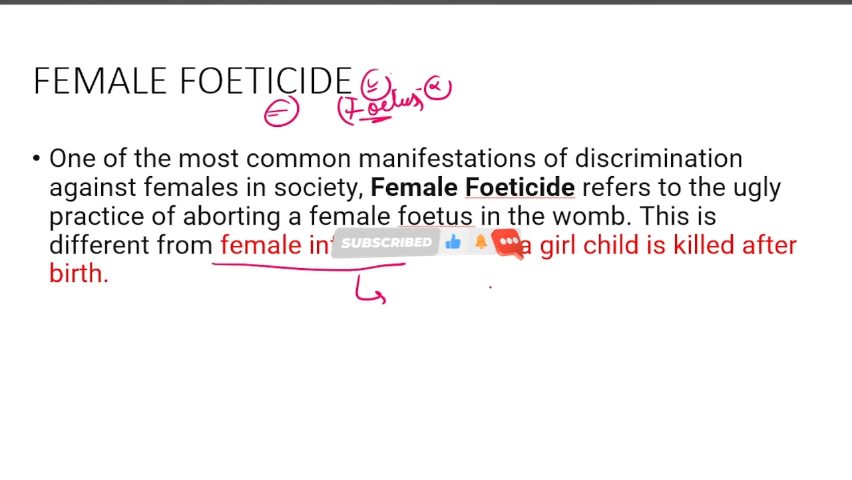 FEMALE FOETICIDE
(Foetus,
• One of the most common manifestations of discrimination
against females in society, Female Foeticide refers to the ugly
practice of aborting a female foetus in the womb. This is
different from female in SUBSCRIBED a girl child is killed after
birth.